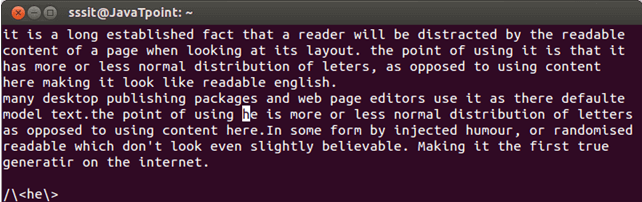 sssit@JavaTpoint: ~
it is a long established fact that a reader will be distracted by the readable
content of a page when looking at its layout. the point of using it is that it
has more or less normal distribution of leters, as opposed to using content
here making it look like readable english.
many desktop publishing packages and web page editors use it as there defaulte
model text.the point of using he is more or less normal distribution of letters
as opposed to using content here.In some form by injected humour, or randomised
readable which don't look even slightly believable. Making it the first true
generatir on the internet.
/\<he\>